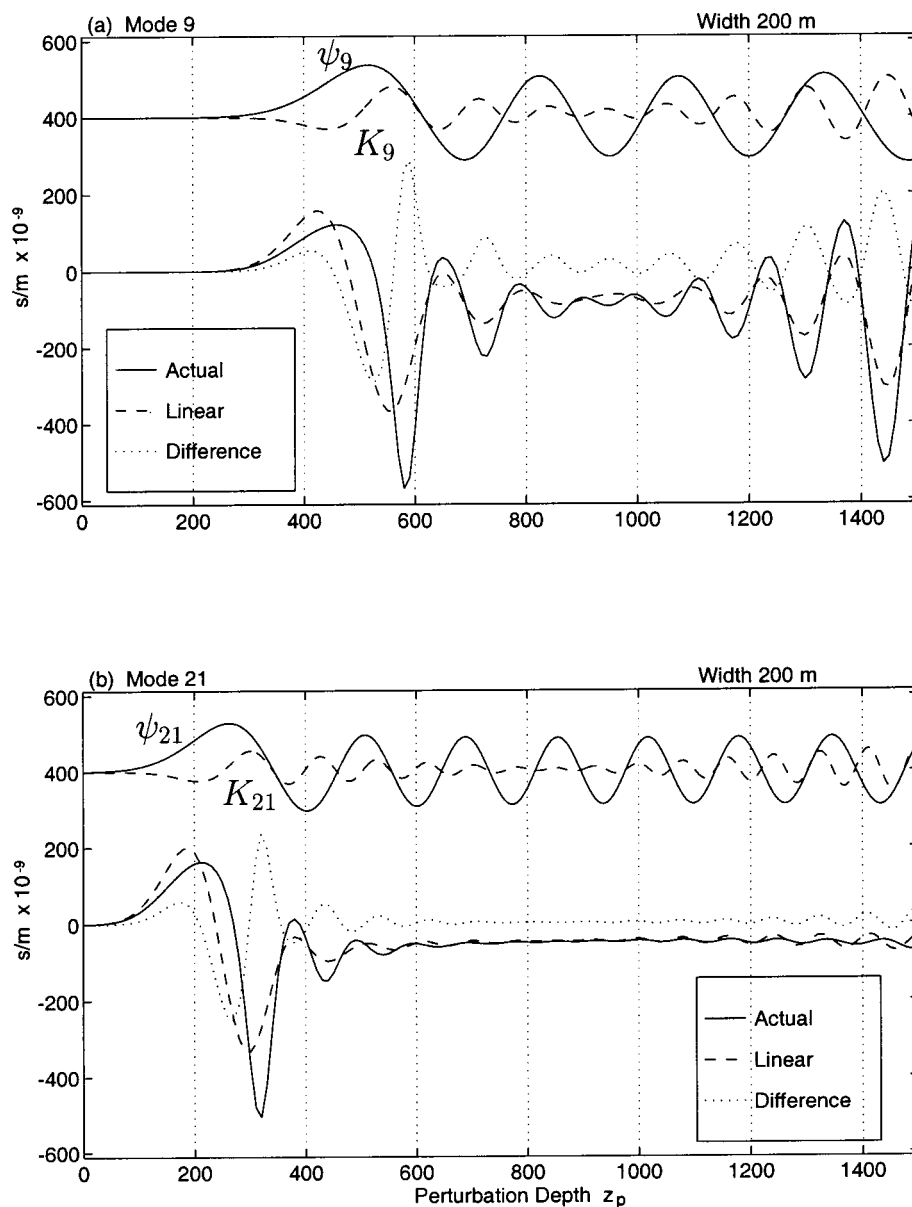 (a) Mode 9 Width 200 m
600
ψ9
400
K9
200
s/m x 10-9
0
-200
Actual
Linear
-400
Difference
-600
0 200 400 600 800 1000 1200 1400
(b) Mode 21 Width 200 m
600
ψ21
400
K21
200
s/m x 10-9
0
-200
Actual
Linear
-400
Difference
-600
0 200 400 600 800 1000 1200 1400
Perturbation Depth zp